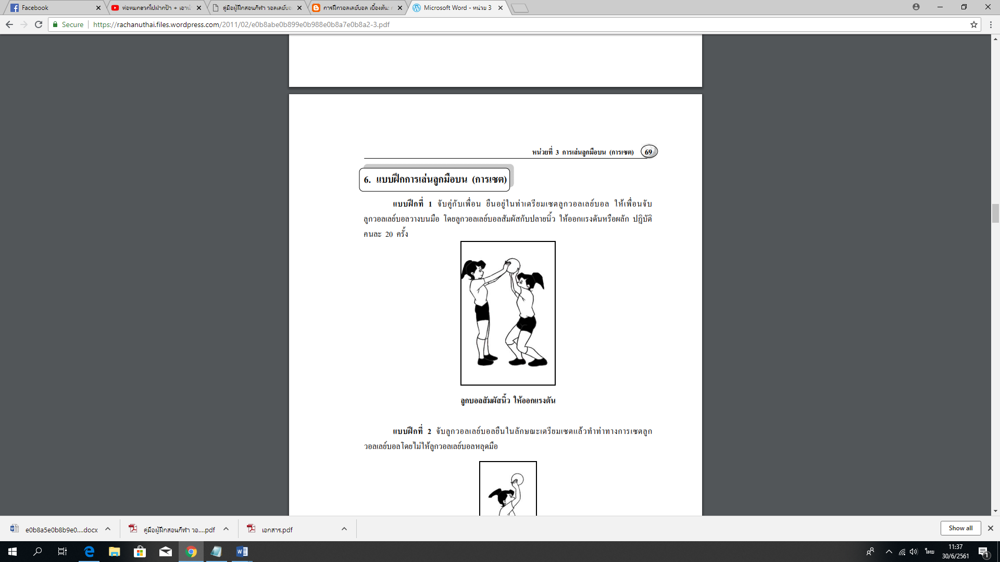 Facebook
ห่อหมกฮวกไปฝากป้า + เอาน่
คู่มือผู้ฝึกสอนกีฬา วอลเลย์บอ
การฝึกวอลเลย์บอล เบื้องต้น: ก
Microsoft Word - หน่วย 3
Secure
https://rachanuthai.files.wordpress.com/2011/02/e0b8abe0b899e0b988e0b8a7e0b8a2-3.pdf
หน่วยที่ 3 การเล่นลูกมือบน (การเซต) 69
6. แบบฝึกการเล่นลูกมือบน (การเซต)
แบบฝึกที่ 1 จับคู่กับเพื่อน ยืนอยู่ในท่าเตรียมเซตลูกวอลเลย์บอล ให้เพื่อนจับ
ลูกวอลเลย์บอลวางบนมือ โดยลูกวอลเลย์บอลสัมผัสกับปลายนิ้ว ให้ออกแรงดันหรือผลัก ปฏิบัติ
คนละ 20 ครั้ง
ลูกบอลสัมผัสนิ้ว ให้ออกแรงดัน
แบบฝึกที่ 2 จับลูกวอลเลย์บอลยืนในลักษณะเตรียมเซตแล้วทำท่าทางการเซตลูก
วอลเลย์บอลโดยไม่ให้ลูกวอลเลย์บอลหลุดมือ
e0b8a5e0b8b9e0....docx
คู่มือผู้ฝึกสอนกีฬา วอ....pdf
เอกสาร.pdf
Show all
ไทย
11:37
30/6/2561
1